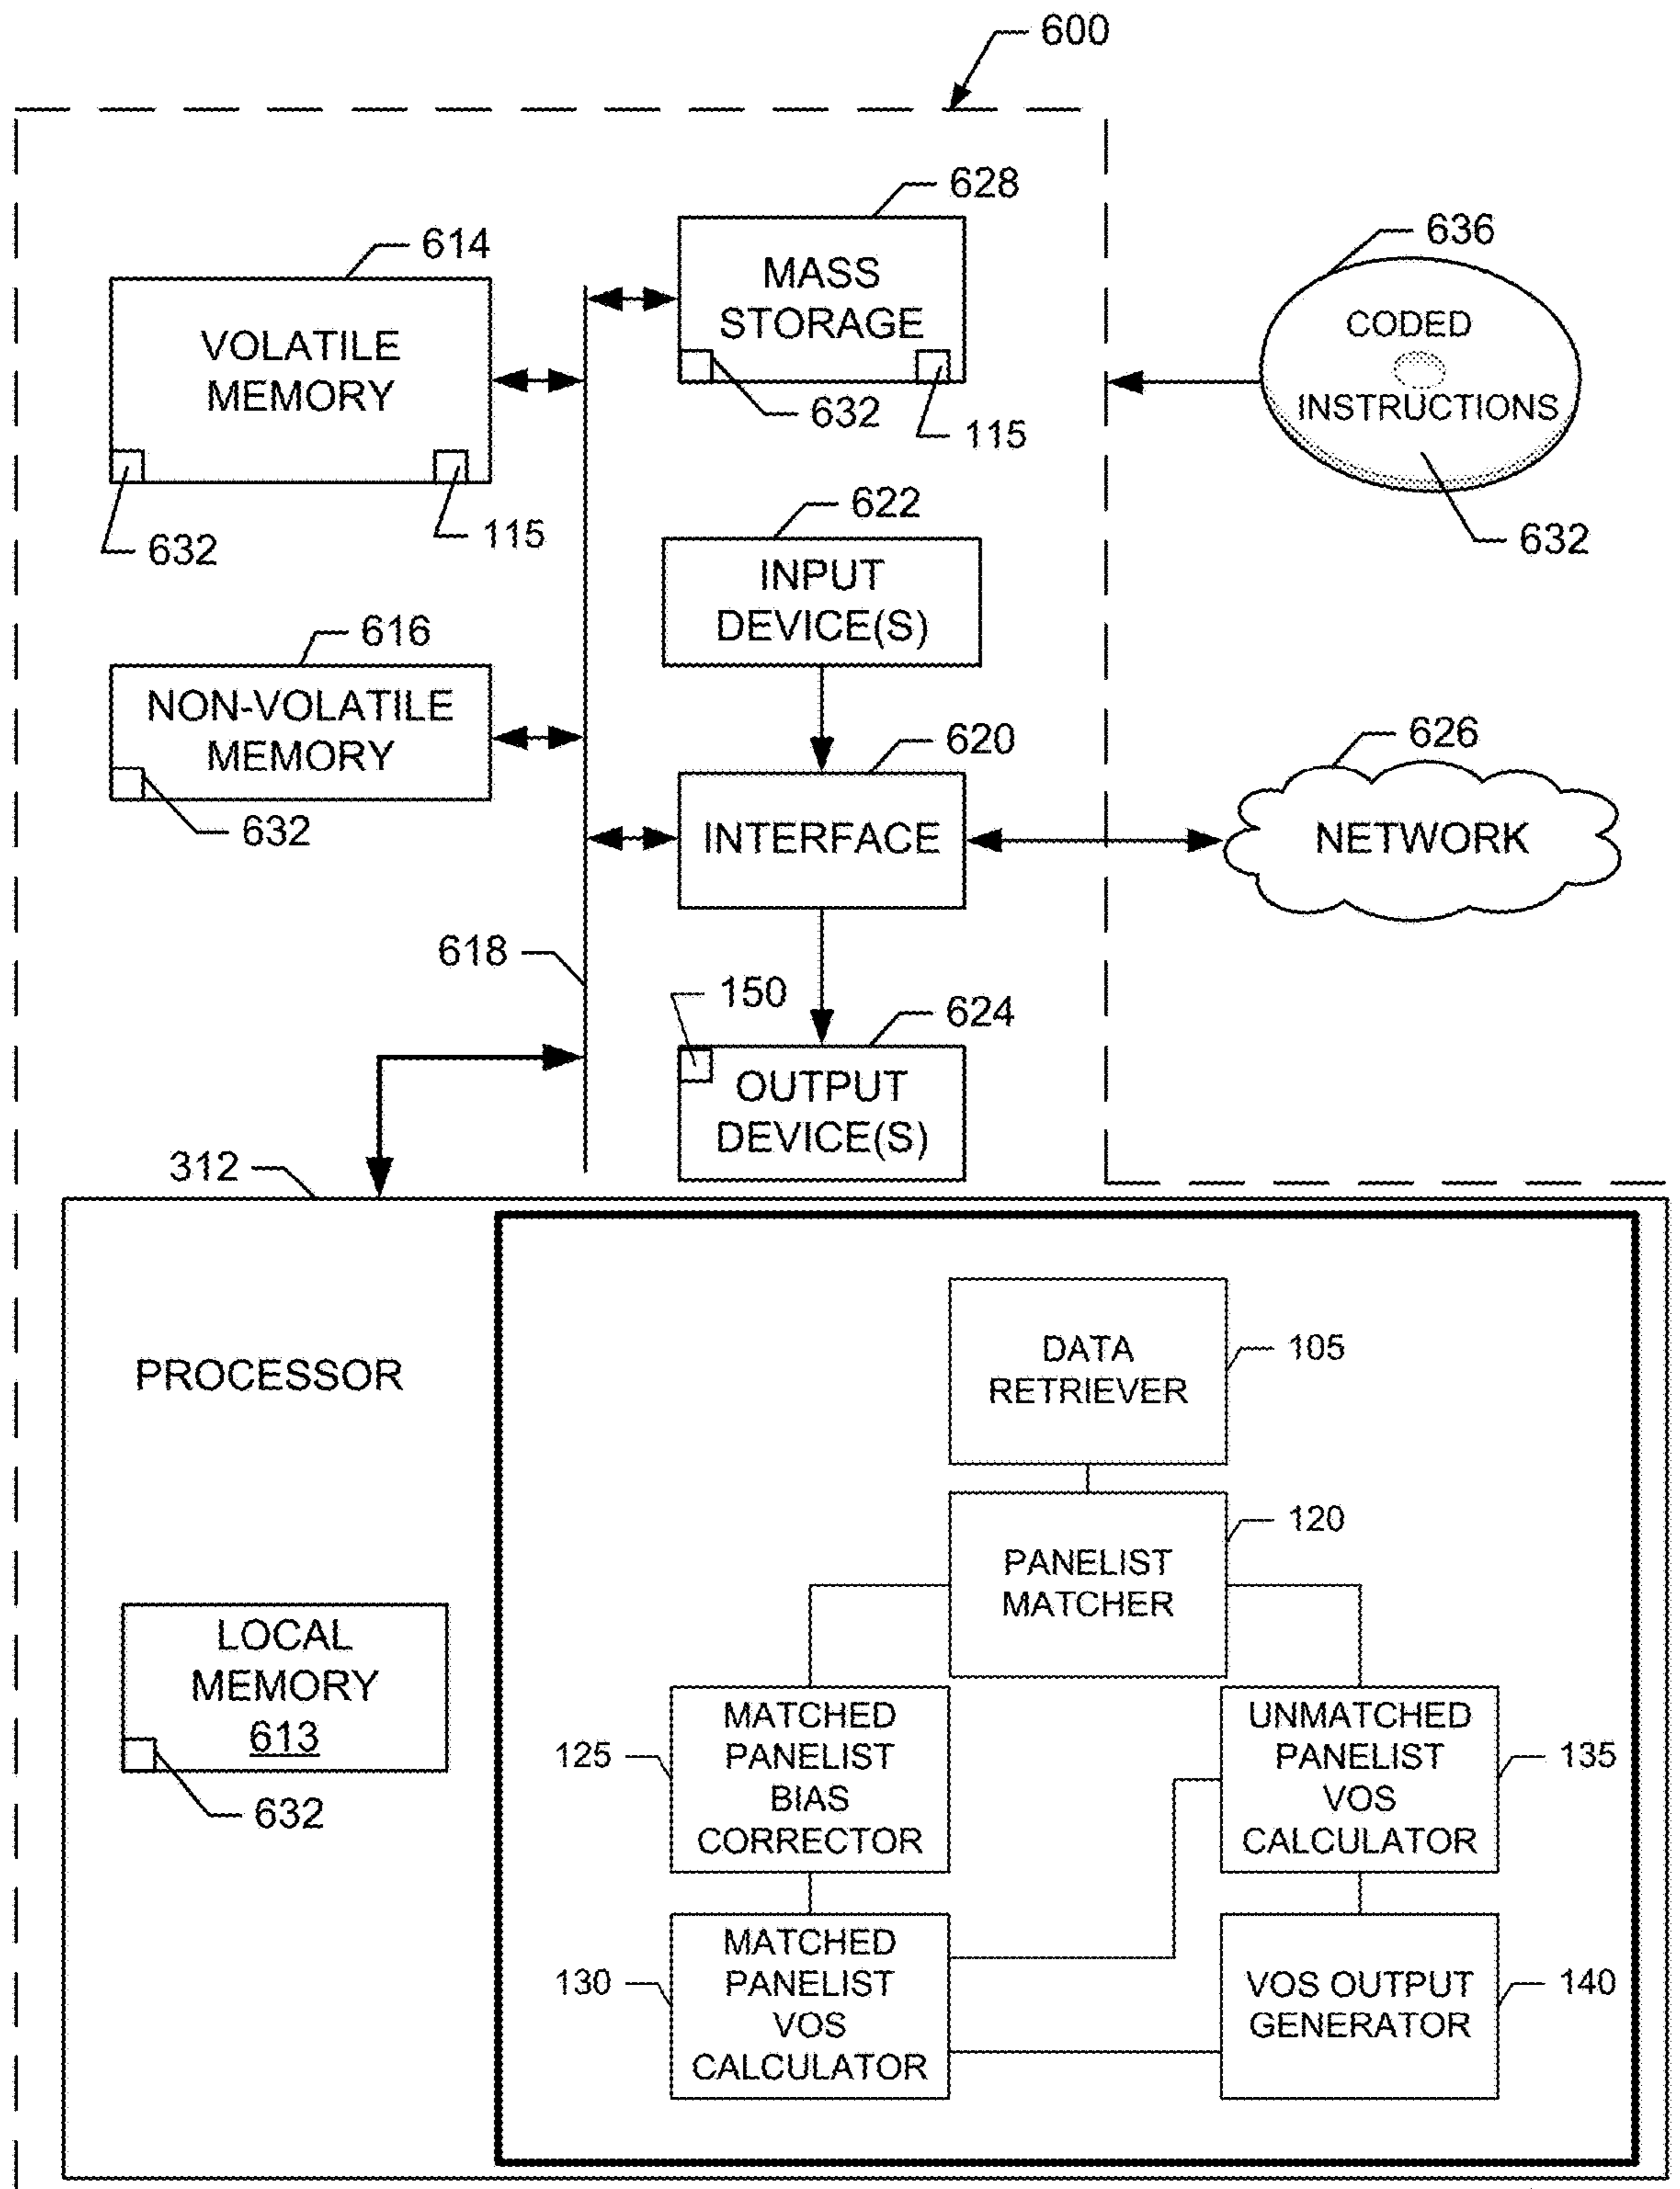 600
628
MASS
STORAGE
632
115
614
VOLATILE
MEMORY
632
115
636
CODED
INSTRUCTIONS
632
622
INPUT
DEVICE(S)
616
NON-VOLATILE
MEMORY
632
620
INTERFACE
626
NETWORK
618
150
624
OUTPUT
DEVICE(S)
312
PROCESSOR
LOCAL
MEMORY
613
632
DATA
RETRIEVER
105
PANELIST
MATCHER
120
MATCHED
PANELIST
BIAS
CORRECTOR
125
UNMATCHED
PANELIST
VOS
CALCULATOR
135
MATCHED
PANELIST
VOS
CALCULATOR
130
VOS OUTPUT
GENERATOR
140